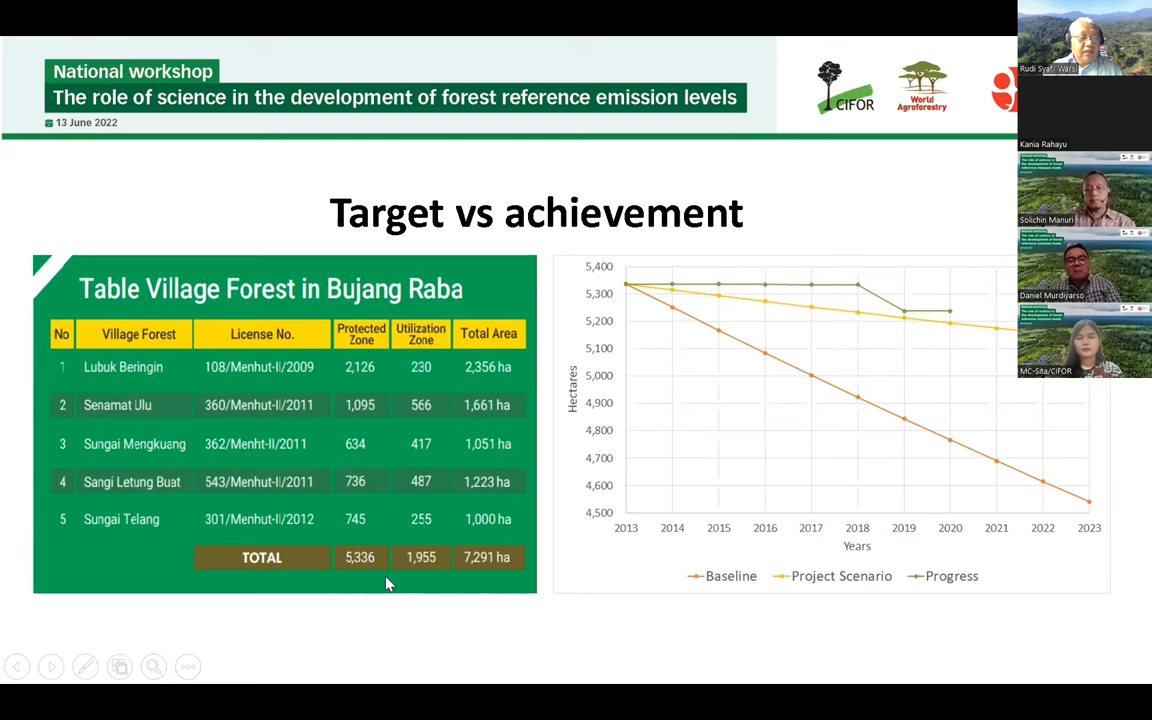 National workshop
The role of science in the development of forest reference emission levels
13 June 2022
CIFOR
World
Agroforestry
Rudi Syaf/ Warsi
Kania Rahayu
Solichin Manuri
Daniel Murdiyarso
MC-Sita/CIFOR
Target vs achievement
Table Village Forest in Bujang Raba
No Village Forest License No. Protected Zone Utilization Zone Total Area
1 Lubuk Beringin 108/Menhut-II/2009 2,126 230 2,356 ha
2 Senamat Ulu 360/Menhut-II/2011 1,095 566 1,661 ha
3 Sungai Mengkuang 362/Menht-II/2011 634 417 1,051 ha
4 Sangi Letung Buat 543/Menhut-II/2011 736 487 1,223 ha
5 Sungai Telang 301/Menhut-II/2012 745 255 1,000 ha
TOTAL 5,336 1,955 7,291 ha
Hectares
5,400
5,300
5,200
5,100
5,000
4,900
4,800
4,700
4,600
4,500
2013 2014 2015 2016 2017 2018 2019 2020 2021 2022 2023
Years
Baseline Project Scenario Progress